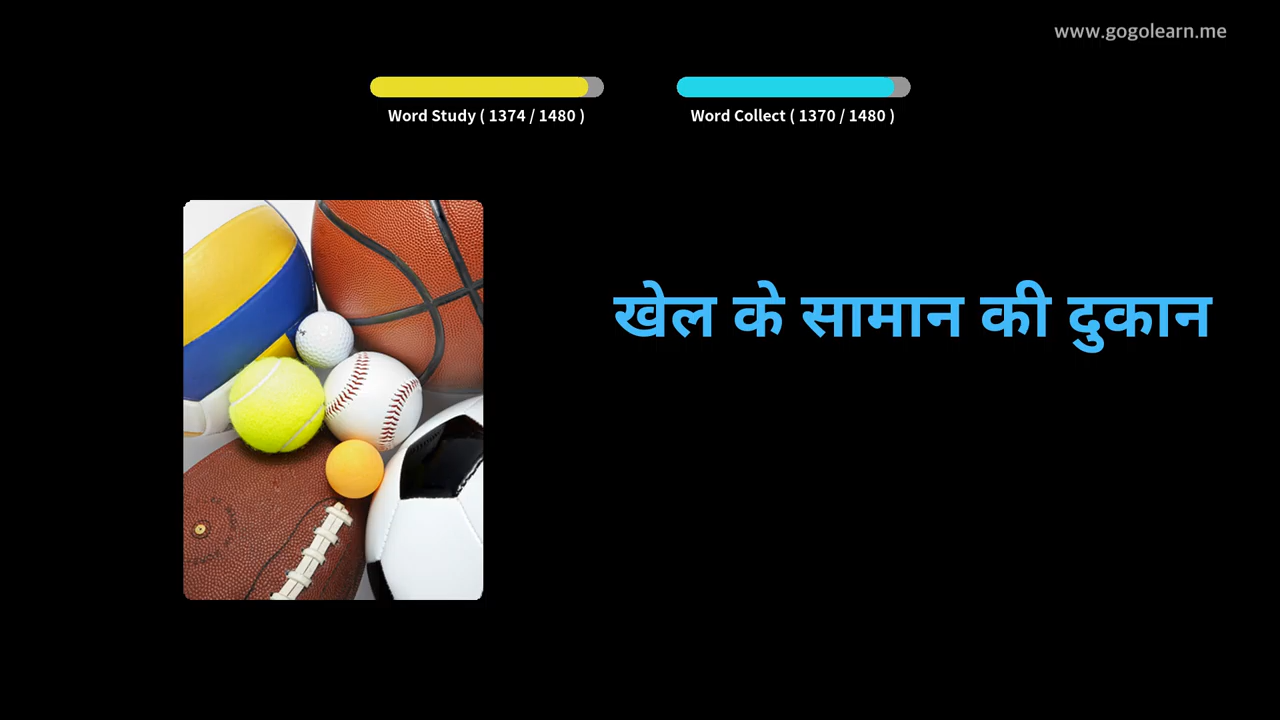 www.gogolearn.me
Word Study ( 1374 / 1480 )
Word Collect ( 1370 / 1480 )
खेल के सामान की दुकान